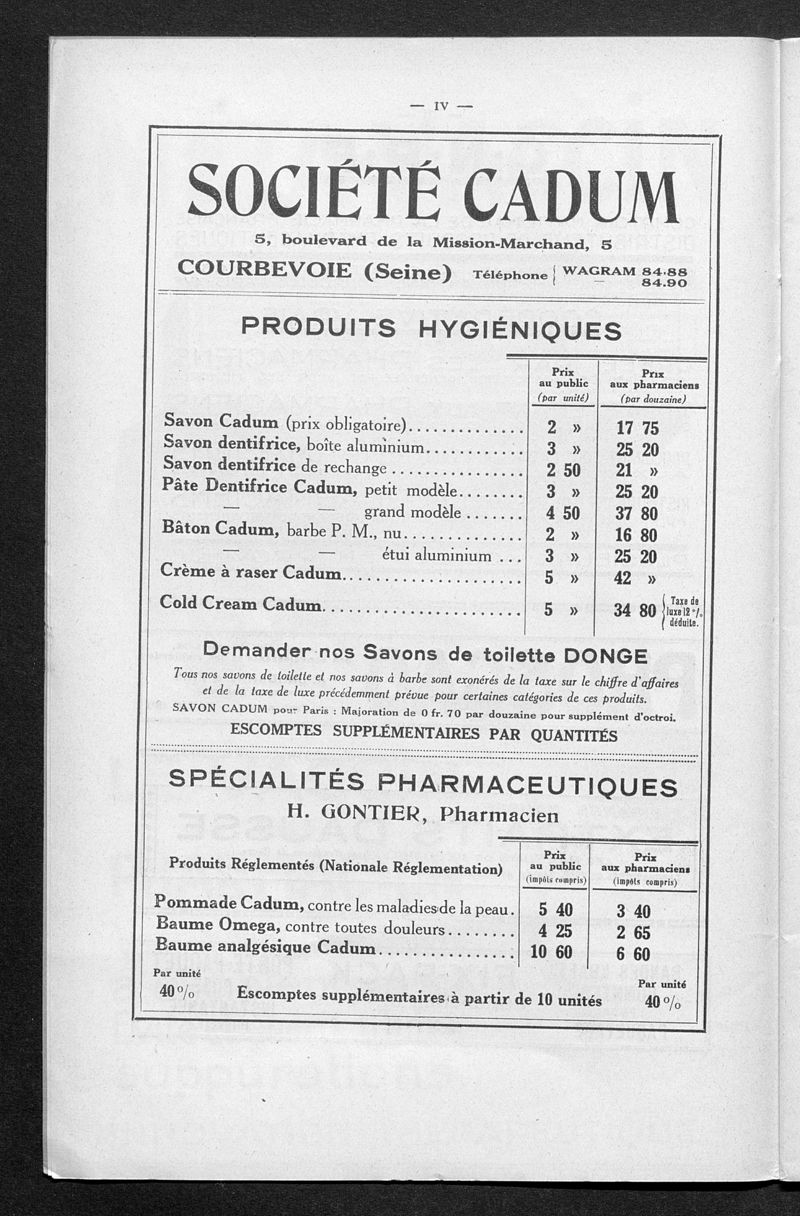 — IV —
SOCIÉTÉ CADUM
5, boulevard de la Mission-Marchand, 5
COURBEVOIE (Seine) Téléphone { WAGRAM 84.88
— 84.90
PRODUITS HYGIÉNIQUES
Prix au public (par unité) Prix aux pharmaciens (par douzaine)
Savon Cadum (prix obligatoire).............. 2 » 17 75
Savon dentifrice, boîte aluminium............ 3 » 25 20
Savon dentifrice de rechange ................ 2 50 21 »
Pâte Dentifrice Cadum, petit modèle........ 3 » 25 20
— — grand modèle ....... 4 50 37 80
Bâton Cadum, barbe P. M., nu............... 2 » 16 80
— — étui aluminium ... 3 » 25 20
Crème à raser Cadum...................... 5 » 42 »
Cold Cream Cadum........................ 5 » 34 80 { Taxe de luxe 12 % déduite.
Demander nos Savons de toilette DONGE
Tous nos savons de toilette et nos savons à barbe sont exonérés de la taxe sur le chiffre d'affaires
et de la taxe de luxe précédemment prévue pour certaines catégories de ces produits.
SAVON CADUM pour Paris : Majoration de 0 fr. 70 par douzaine pour supplément d'octroi.
ESCOMPTES SUPPLÉMENTAIRES PAR QUANTITÉS
SPÉCIALITÉS PHARMACEUTIQUES
H. GONTIER, Pharmacien
Produits Réglementés (Nationale Réglementation) Prix au public (impôts compris) Prix aux pharmaciens (impôts compris)
Pommade Cadum, contre les maladies de la peau. 5 40 3 40
Baume Omega, contre toutes douleurs........ 4 25 2 65
Baume analgésique Cadum................ 10 60 6 60
Par unité Par unité
40 % Escomptes supplémentaires à partir de 10 unités 40 %